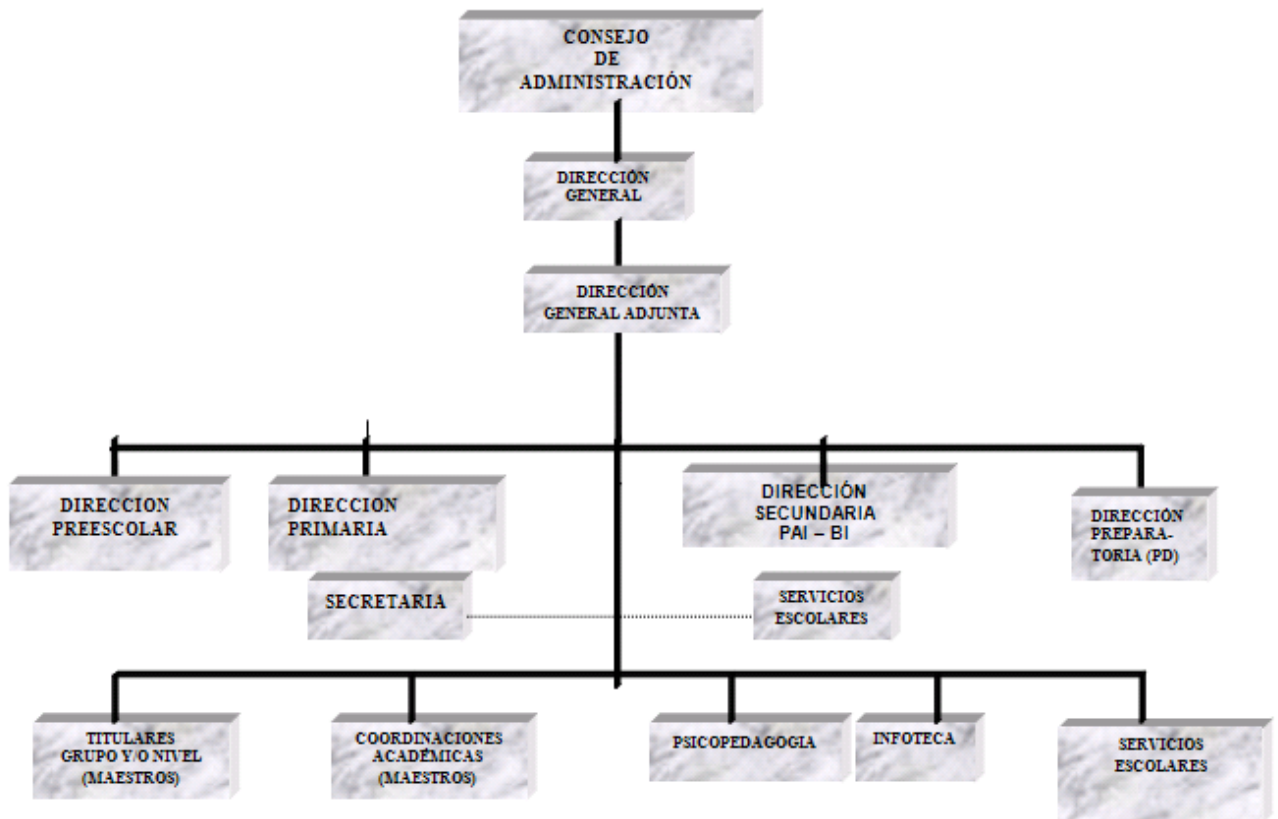 CONSEJO
DE
ADMINISTRACIÓN
DIRECCIÓN
GENERAL
DIRECCIÓN
GENERAL ADJUNTA
DIRECCION
PREESCOLAR
DIRECCION
PRIMARIA
DIRECCIÓN
SECUNDARIA
PAI – BI
DIRECCIÓN
PREPARA-
TORIA (PD)
SECRETARIA
SERVICIOS
ESCOLARES
TITULARES
GRUPO Y/O NIVEL
(MAESTROS)
COORDINACIONES
ACADÉMICAS
(MAESTROS)
PSICOPEDAGOGIA
INFOTECA
SERVICIOS
ESCOLARES